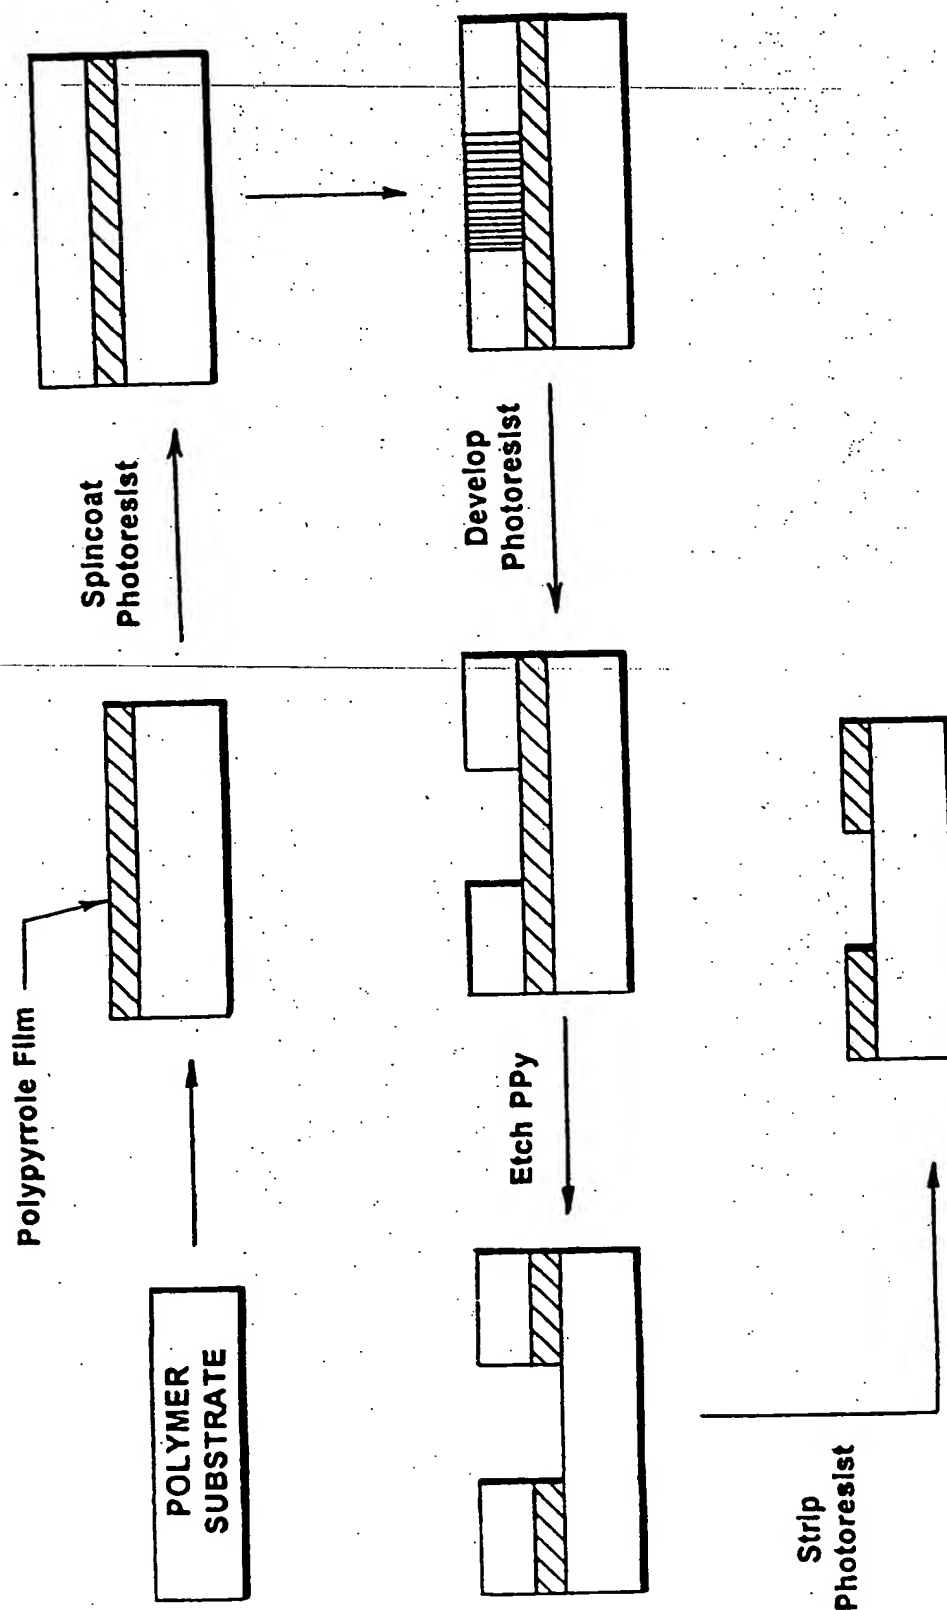 Polypyrrole Film
POLYMER
SUBSTRATE
Spincoat
Photoresist
Develop
Photoresist
Etch PPy
Strip
Photoresist